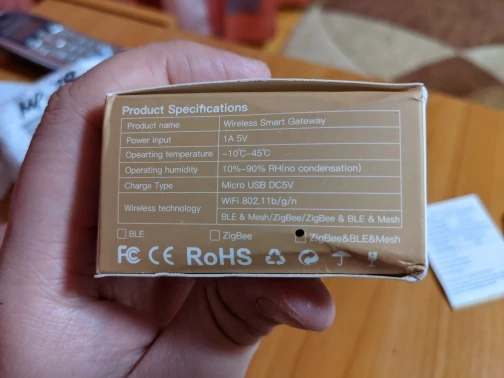 Product Specifications
Product name Wireless Smart Gateway
Power input 1A 5V
Opearting temperature -10℃-45℃
Operating humidity 10%-90% RH(no condensation)
Charge Type Micro USB DC5V
Wireless technology WiFi 802.11b/g/n
BLE & Mesh/ZigBee/ZigBee & BLE & Mesh
BLE ZigBee ZigBee&BLE&Mesh
FC CE RoHS